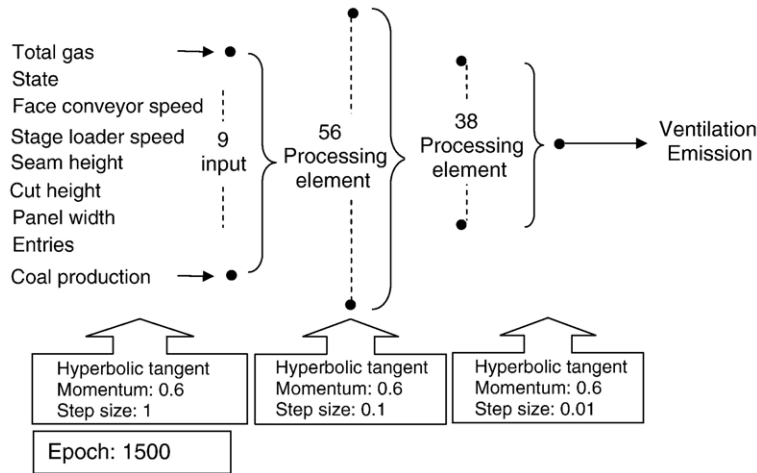 Total gas
State
Face conveyor speed
Stage loader speed
Seam height
Cut height
Panel width
Entries
Coal production
9
input
56
Processing
element
38
Processing
element
Ventilation
Emission
Hyperbolic tangent
Momentum: 0.6
Step size: 1
Hyperbolic tangent
Momentum: 0.6
Step size: 0.1
Hyperbolic tangent
Momentum: 0.6
Step size: 0.01
Epoch: 1500